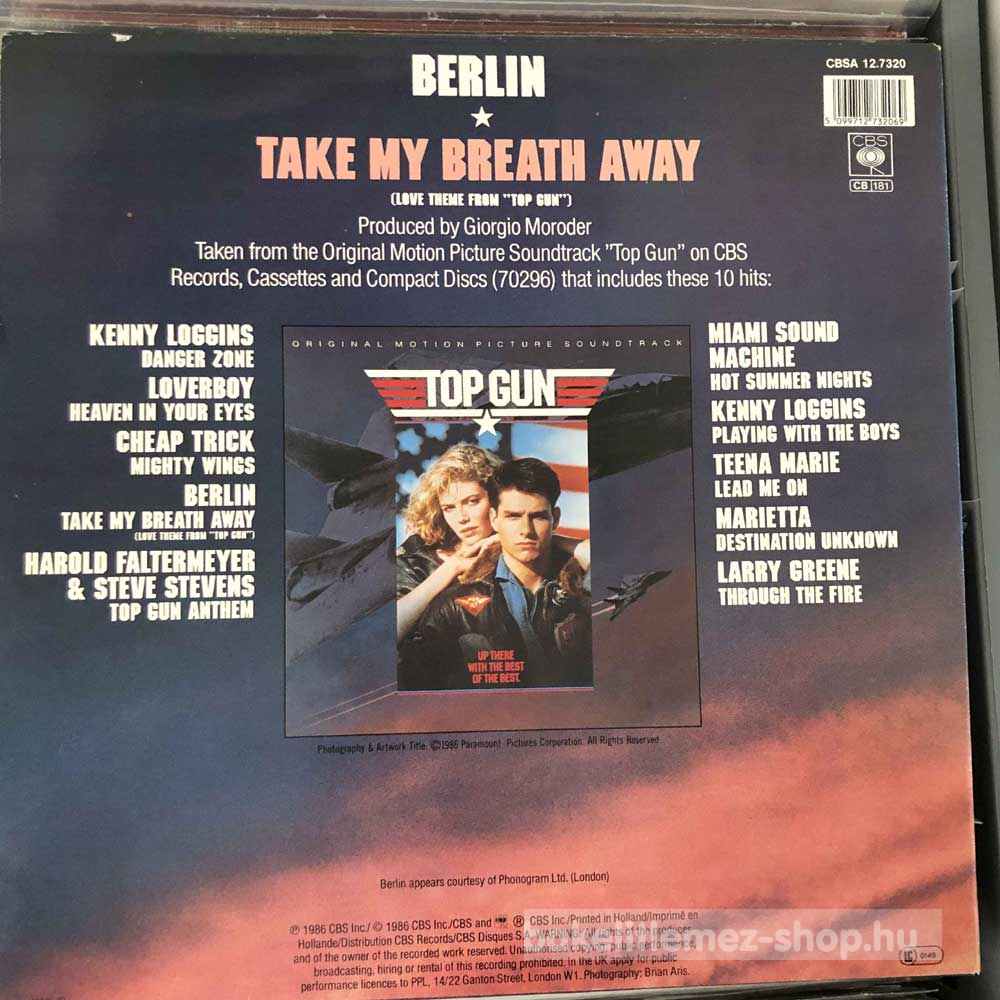 BERLIN
CBSA 12.7320
5 099712 732069
TAKE MY BREATH AWAY
CBS
CB 181
(LOVE THEME FROM "TOP GUN")
Produced by Giorgio Moroder
Taken from the Original Motion Picture Soundtrack "Top Gun" on CBS
Records, Cassettes and Compact Discs (70296) that includes these 10 hits:
KENNY LOGGINS
DANGER ZONE
LOVERBOY
HEAVEN IN YOUR EYES
CHEAP TRICK
MIGHTY WINGS
BERLIN
TAKE MY BREATH AWAY
(LOVE THEME FROM "TOP GUN")
HAROLD FALTERMEYER
& STEVE STEVENS
TOP GUN ANTHEM
ORIGINAL MOTION PICTURE SOUNDTRACK
TOP GUN
UP THERE
WITH THE BEST
OF THE BEST.
MIAMI SOUND
MACHINE
HOT SUMMER NIGHTS
KENNY LOGGINS
PLAYING WITH THE BOYS
TEENA MARIE
LEAD ME ON
MARIETTA
DESTINATION UNKNOWN
LARRY GREENE
THROUGH THE FIRE
Photography & Artwork Title. ©1986 Paramount Pictures Corporation. All Rights Reserved
Berlin appears courtesy of Phonogram Ltd. (London)
℗ 1986 CBS Inc./ © 1986 CBS Inc./CBS and ® CBS Inc./Printed in Holland/Imprimé en
Hollande/Distribution CBS Records/CBS Disques S.A. WARNING! All rights of the producer
and of the owner of the recorded work reserved. Unauthorised
broadcasting, hiring or rental of this recording prohibited. In the UK apply for public
performance licences to PPL, 14/22 Ganton Street, London W1. Photography: Brian Aris.
LC 0149
-shop.hu